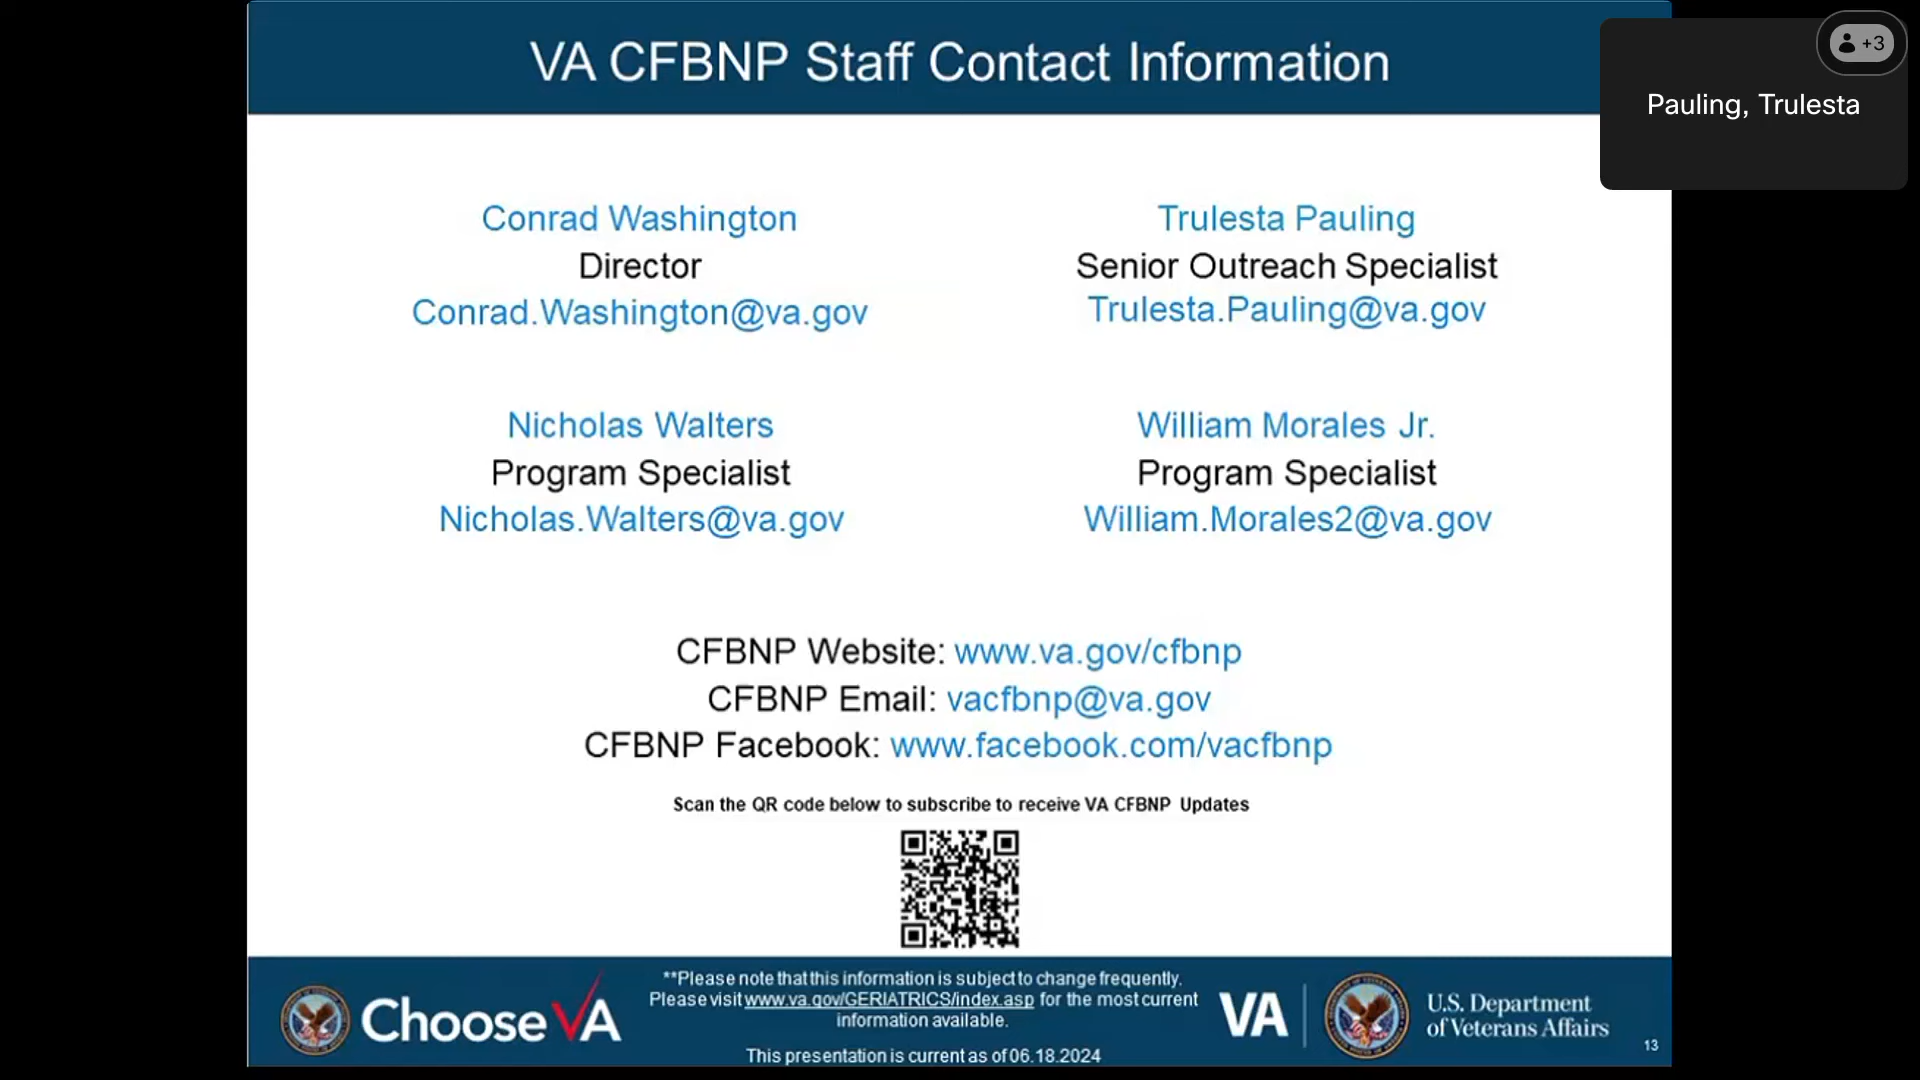 VA CFBNP Staff Contact Information
+3
Pauling, Trulesta
Conrad Washington
Director
Conrad.Washington@va.gov
Trulesta Pauling
Senior Outreach Specialist
Trulesta.Pauling@va.gov
Nicholas Walters
Program Specialist
Nicholas.Walters@va.gov
William Morales Jr.
Program Specialist
William.Morales2@va.gov
CFBNP Website: www.va.gov/cfbnp
CFBNP Email: vacfbnp@va.gov
CFBNP Facebook: www.facebook.com/vacfbnp
Scan the QR code below to subscribe to receive VA CFBNP Updates
Choose VA
**Please note that this information is subject to change frequently.
Please visit www.va.gov/GERIATRICS/index.asp for the most current
information available.
This presentation is current as of 06.18.2024
VA
U.S. Department
of Veterans Affairs
13